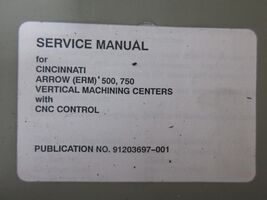 SERVICE MANUAL
for
CINCINNATI
ARROW (ERM) 500, 750
VERTICAL MACHINING CENTERS
with
CNC CONTROL
PUBLICATION NO. 91203697-001